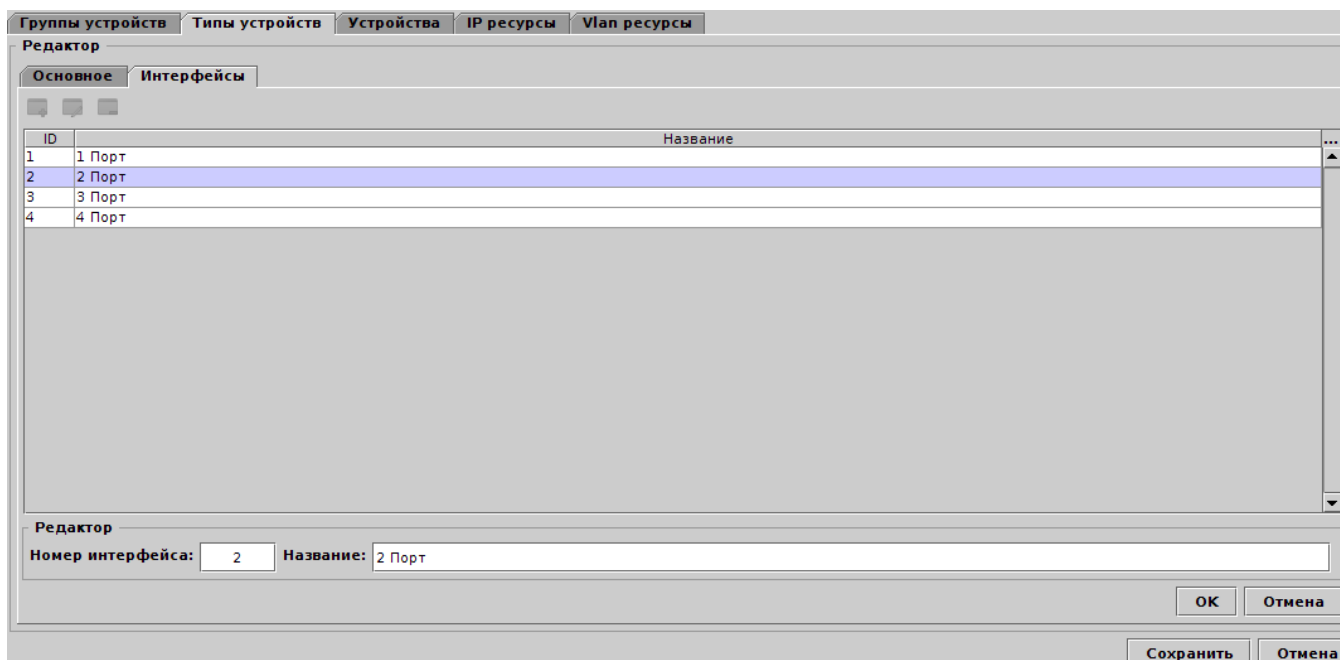 Группы устройств Типы устройств Устройства IP ресурсы Vlan ресурсы
Редактор
Основное Интерфейсы
ID Название ...
1 1 Порт
2 2 Порт
3 3 Порт
4 4 Порт
Редактор
Номер интерфейса: 2 Название: 2 Порт
OK Отмена
Сохранить Отмена